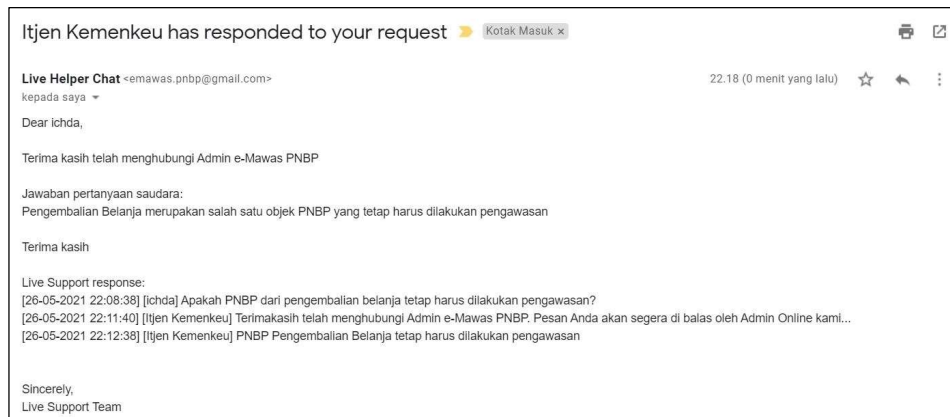 Itjen Kemenkeu has responded to your request Kotak Masuk x
Live Helper Chat <emawas.pnbp@gmail.com> 22.18 (0 menit yang lalu)
kepada saya
Dear ichda,
Terima kasih telah menghubungi Admin e-Mawas PNBP
Jawaban pertanyaan saudara:
Pengembalian Belanja merupakan salah satu objek PNBP yang tetap harus dilakukan pengawasan
Terima kasih
Live Support response:
[26-05-2021 22:08:38] [ichda] Apakah PNBP dari pengembalian belanja tetap harus dilakukan pengawasan?
[26-05-2021 22:11:40] [Itjen Kemenkeu] Terimakasih telah menghubungi Admin e-Mawas PNBP. Pesan Anda akan segera di balas oleh Admin Online kami...
[26-05-2021 22:12:38] [Itjen Kemenkeu] PNBP Pengembalian Belanja tetap harus dilakukan pengawasan
Sincerely,
Live Support Team